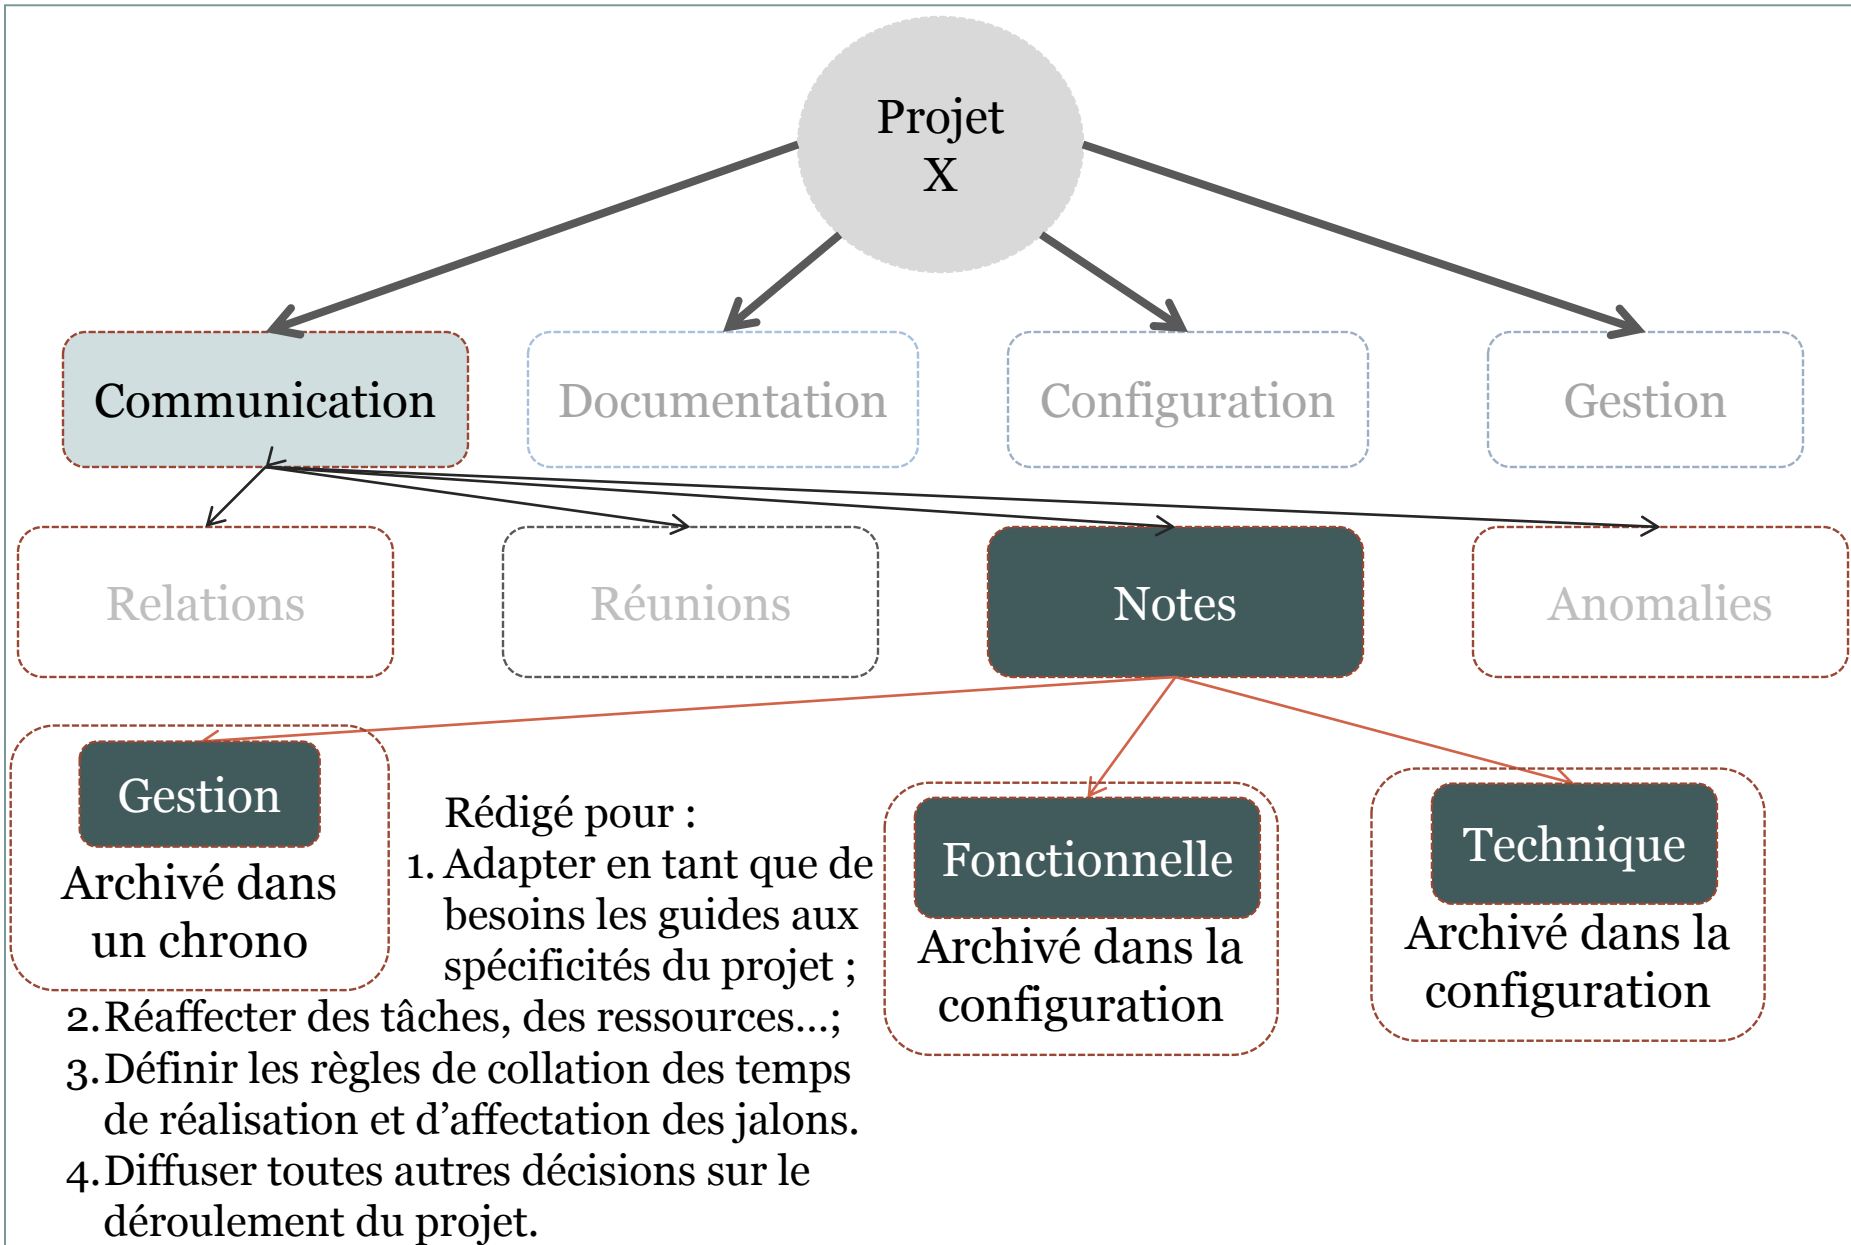 Projet
X
Communication
Documentation
Configuration
Gestion
Relations
Réunions
Notes
Anomalies
Gestion
Archivé dans
un chrono
Rédigé pour :
1. Adapter en tant que de
besoins les guides aux
spécificités du projet ;
2. Réaffecter des tâches, des ressources...;
3. Définir les règles de collation des temps
de réalisation et d’affectation des jalons.
4. Diffuser toutes autres décisions sur le
déroulement du projet.
Fonctionnelle
Archivé dans la
configuration
Technique
Archivé dans la
configuration